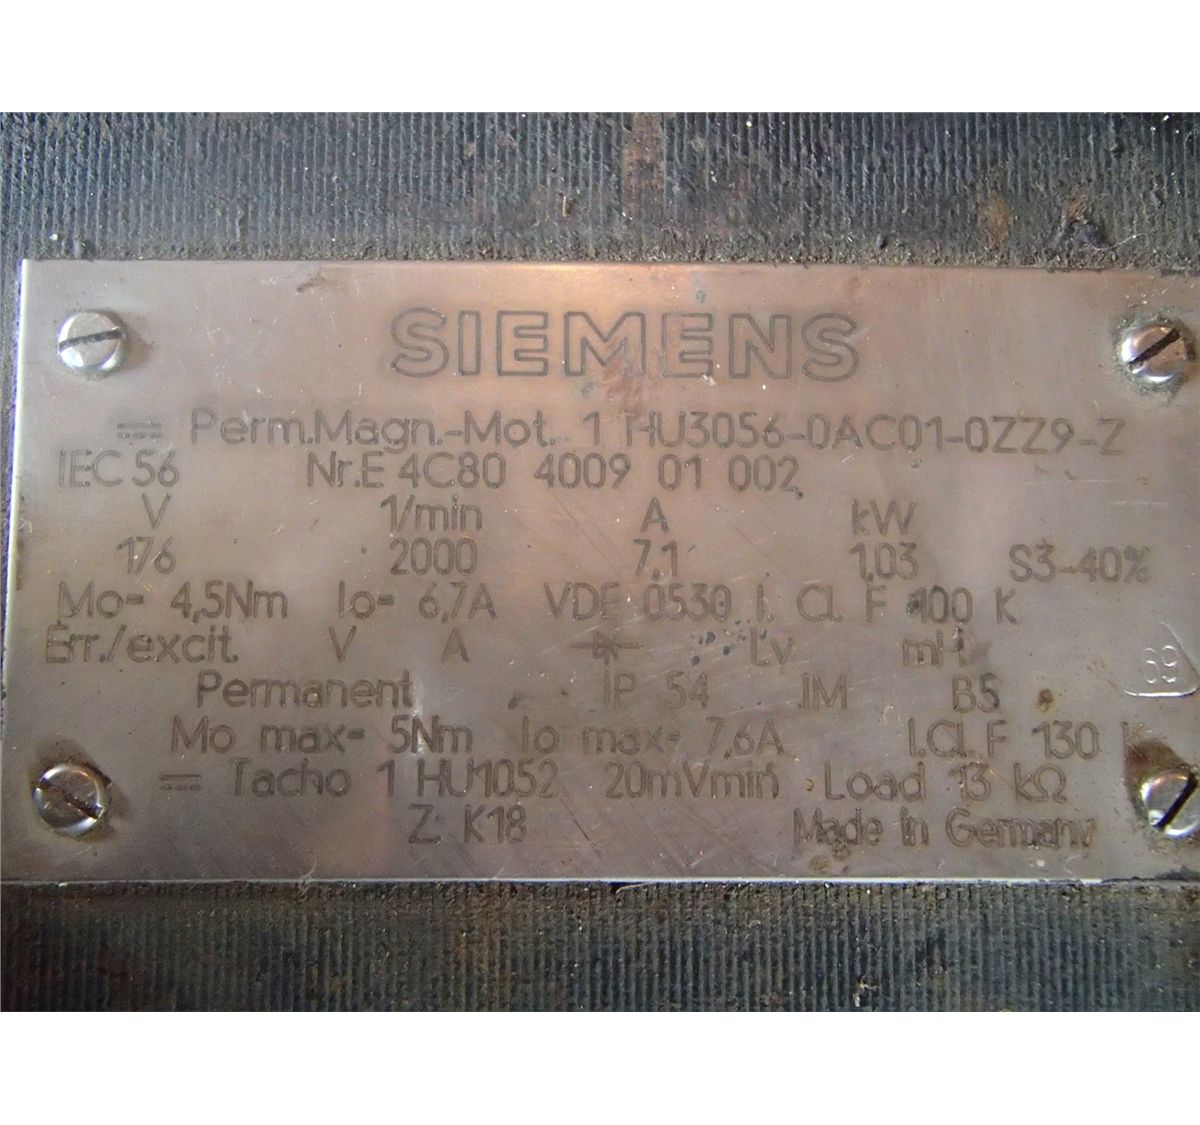 SIEMENS
Perm.Magn.-Mot. 1 HU3056-0AC01-0ZZ9-Z
IEC 56 Nr.E 4C80 4009 01 002
V 1/min A kW
176 2000 7,1 1,03 S3-40%
Mo= 4,5Nm Io= 6,7A VDE 0530 I. Cl. F 100 K
Err./excit. V A Lv mH
Permanent IP 54 IM B5
69
Mo max= 5Nm Io max= 7,6A I.Cl. F 130 K
Tacho 1 HU1052 20mVmin Load 13 kΩ
Z: K18 Made in Germany